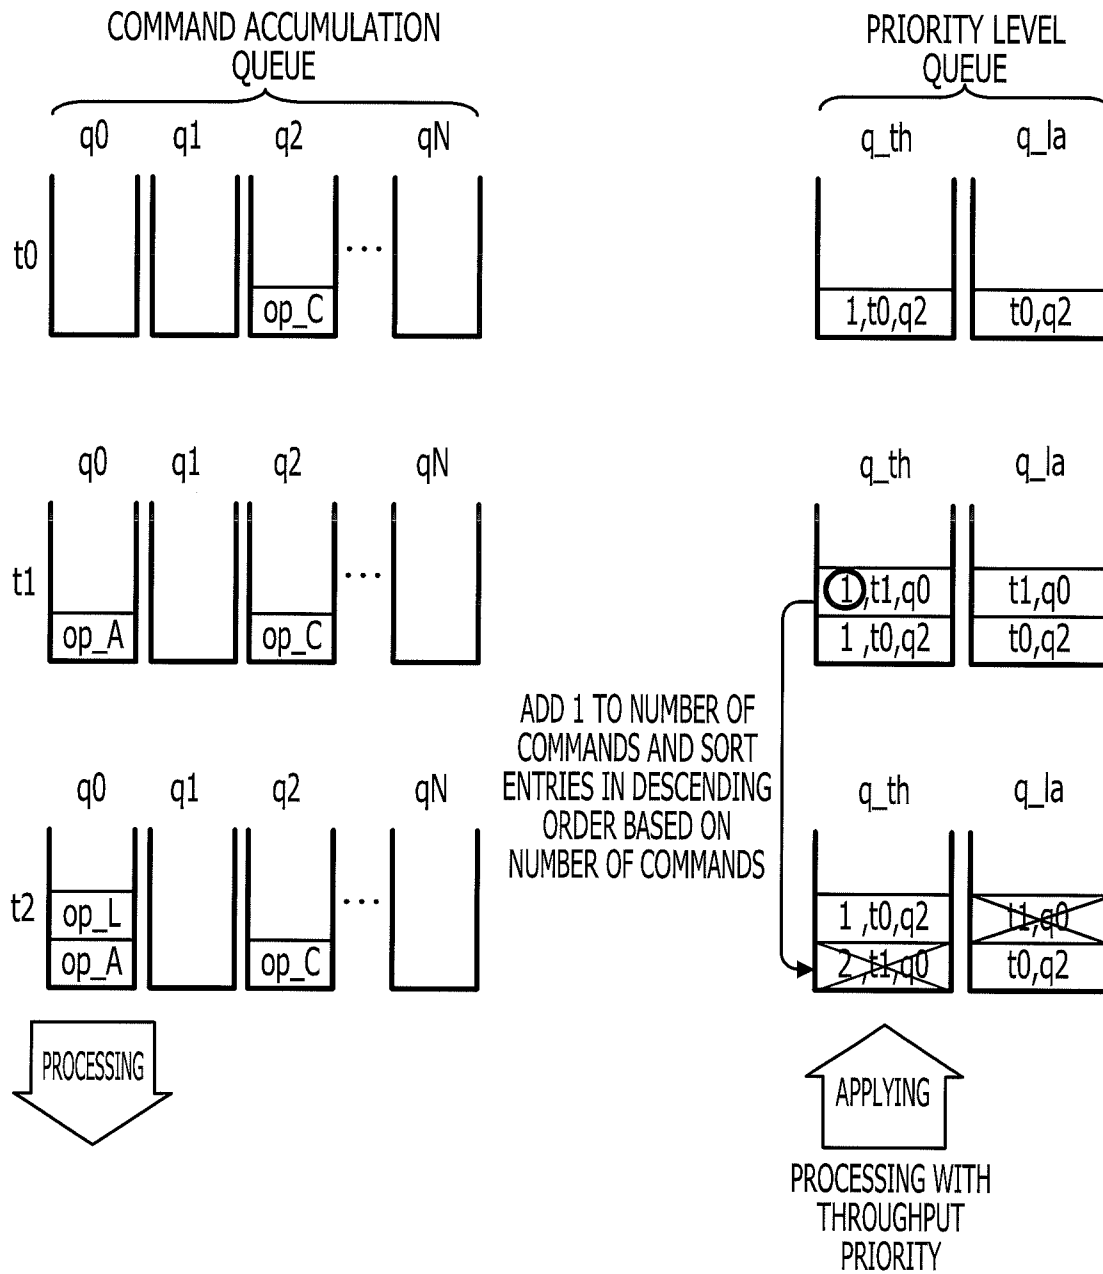 COMMAND ACCUMULATION
QUEUE
PRIORITY LEVEL
QUEUE
q0 q1 q2 qN
q_th q_la
t0
...
op_C
1,t0,q2
t0,q2
q0 q1 q2 qN
q_th q_la
t1
...
op_A
op_C
1,t1,q0
t1,q0
1,t0,q2
t0,q2
ADD 1 TO NUMBER OF
COMMANDS AND SORT
ENTRIES IN DESCENDING
ORDER BASED ON
NUMBER OF COMMANDS
q0 q1 q2 qN
q_th q_la
t2
...
op_L
op_A
op_C
1,t0,q2
t1,q0
2,t1,q0
t0,q2
PROCESSING
APPLYING
PROCESSING WITH
THROUGHPUT
PRIORITY